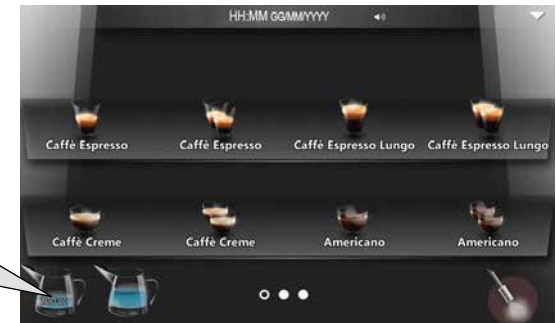 HH:MM GG/MM/YYYY
Caffè Espresso Caffè Espresso Caffè Espresso Lungo Caffè Espresso Lungo
Caffè Creme Caffè Creme Americano Americano